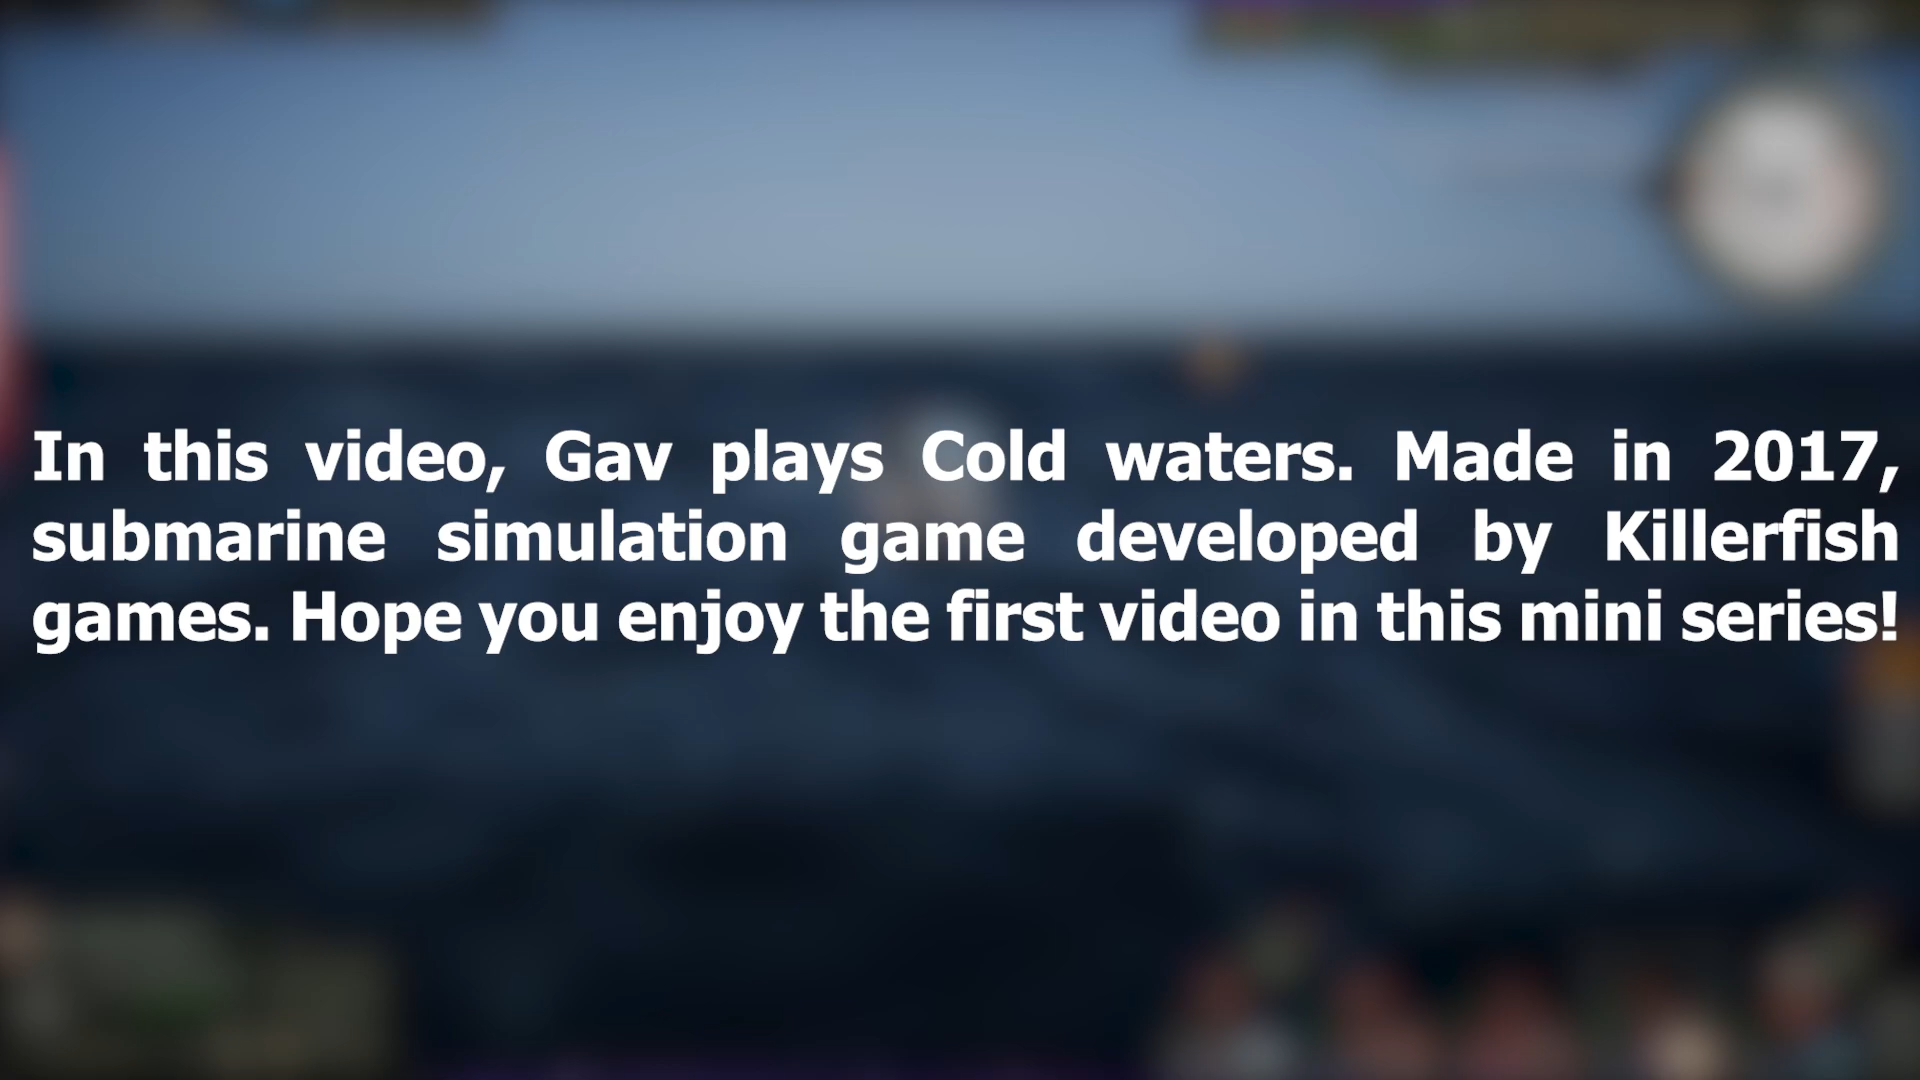 In this video, Gav plays Cold waters. Made in 2017,
submarine simulation game developed by Killerfish
games. Hope you enjoy the first video in this mini series!